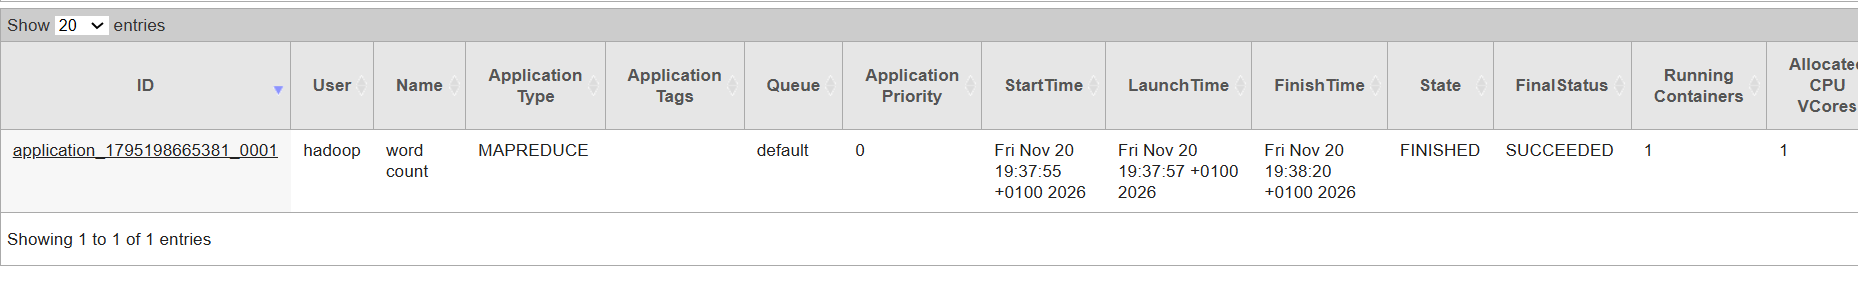 Show 20 entries
ID
User
Name
Application
Type
Application
Tags
Queue
Application
Priority
StartTime
LaunchTime
FinishTime
State
FinalStatus
Running
Containers
Allocated
CPU
VCores
application_1795198665381_0001
hadoop
word
count
MAPREDUCE
default
0
Fri Nov 20
19:37:55
+0100 2026
Fri Nov 20
19:37:57 +0100
2026
Fri Nov 20
19:38:20
+0100 2026
FINISHED
SUCCEEDED
1
1
Showing 1 to 1 of 1 entries